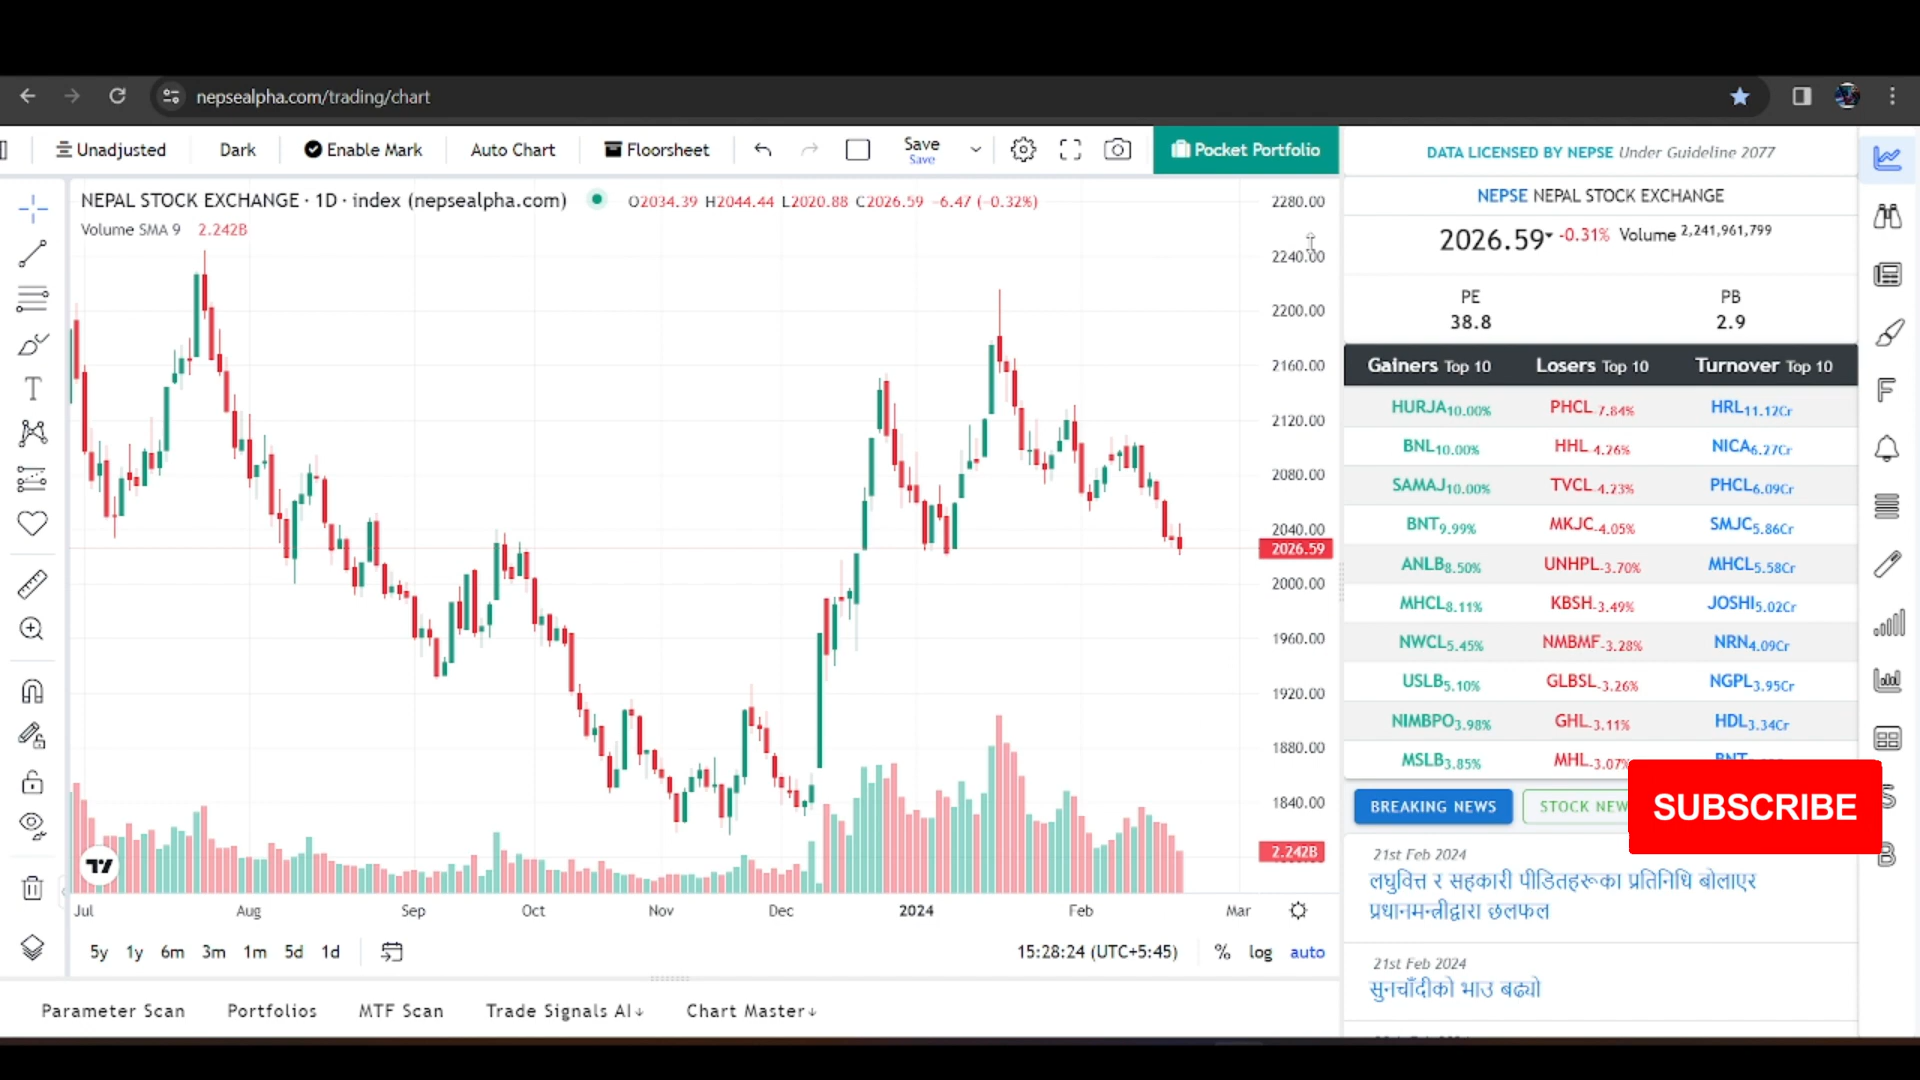 nepsealpha.com/trading/chart
Unadjusted Dark Enable Mark Auto Chart Floorsheet Save Save Pocket Portfolio
DATA LICENSED BY NEPSE Under Guideline 2077
NEPAL STOCK EXCHANGE · 1D · index (nepsealpha.com) O2034.39 H2044.44 L2020.88 C2026.59 -6.47 (-0.32%)
Volume SMA 9 2.242B
NEPSE NEPAL STOCK EXCHANGE
2026.59 -0.31% Volume 2,241,961,799
PE PB
38.8 2.9
Gainers Top 10 Losers Top 10 Turnover Top 10
HURJA10.00% PHCL-7.84% HRL11.12Cr
BNL10.00% HHL-4.26% NICA6.27Cr
SAMAJ10.00% TVCL-4.23% PHCL6.09Cr
BNT9.99% MKJC-4.05% SMJC5.86Cr
ANLB8.50% UNHPL-3.70% MHCL5.58Cr
MHCL8.11% KBSH-3.49% JOSHI5.02Cr
NWCL5.45% NMBMF-3.28% NRN4.09Cr
USLB5.10% GLBSL-3.26% NGPL3.95Cr
NIMBPO3.98% GHL-3.11% HDL3.34Cr
MSLB3.85% MHL-3.07%
2280.00
2240.00
2200.00
2160.00
2120.00
2080.00
2040.00
2026.59
2000.00
1960.00
1920.00
1880.00
1840.00
2.242B
BREAKING NEWS STOCK NEW
SUBSCRIBE
21st Feb 2024
लघुवित्त र सहकारी पीडितहरूका प्रतिनिधि बोलाएर
प्रधानमन्त्रीद्वारा छलफल
21st Feb 2024
सुनचाँदीको भाउ बढ्यो
Jul Aug Sep Oct Nov Dec 2024 Feb Mar
5y 1y 6m 3m 1m 5d 1d 15:28:24 (UTC+5:45) % log auto
Parameter Scan Portfolios MTF Scan Trade Signals AI↓ Chart Master↓